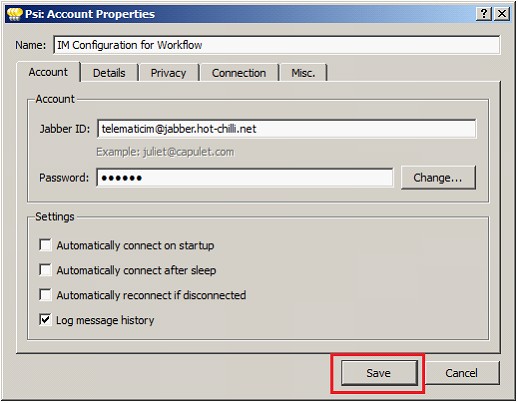 Psi: Account Properties
Name: IM Configuration for Workflow
Account Details Privacy Connection Misc.
Account
Jabber ID: telematicim@jabber.hot-chilli.net
Example: juliet@capulet.com
Password: ●●●●●● Change...
Settings
Automatically connect on startup
Automatically connect after sleep
Automatically reconnect if disconnected
Log message history
Save Cancel